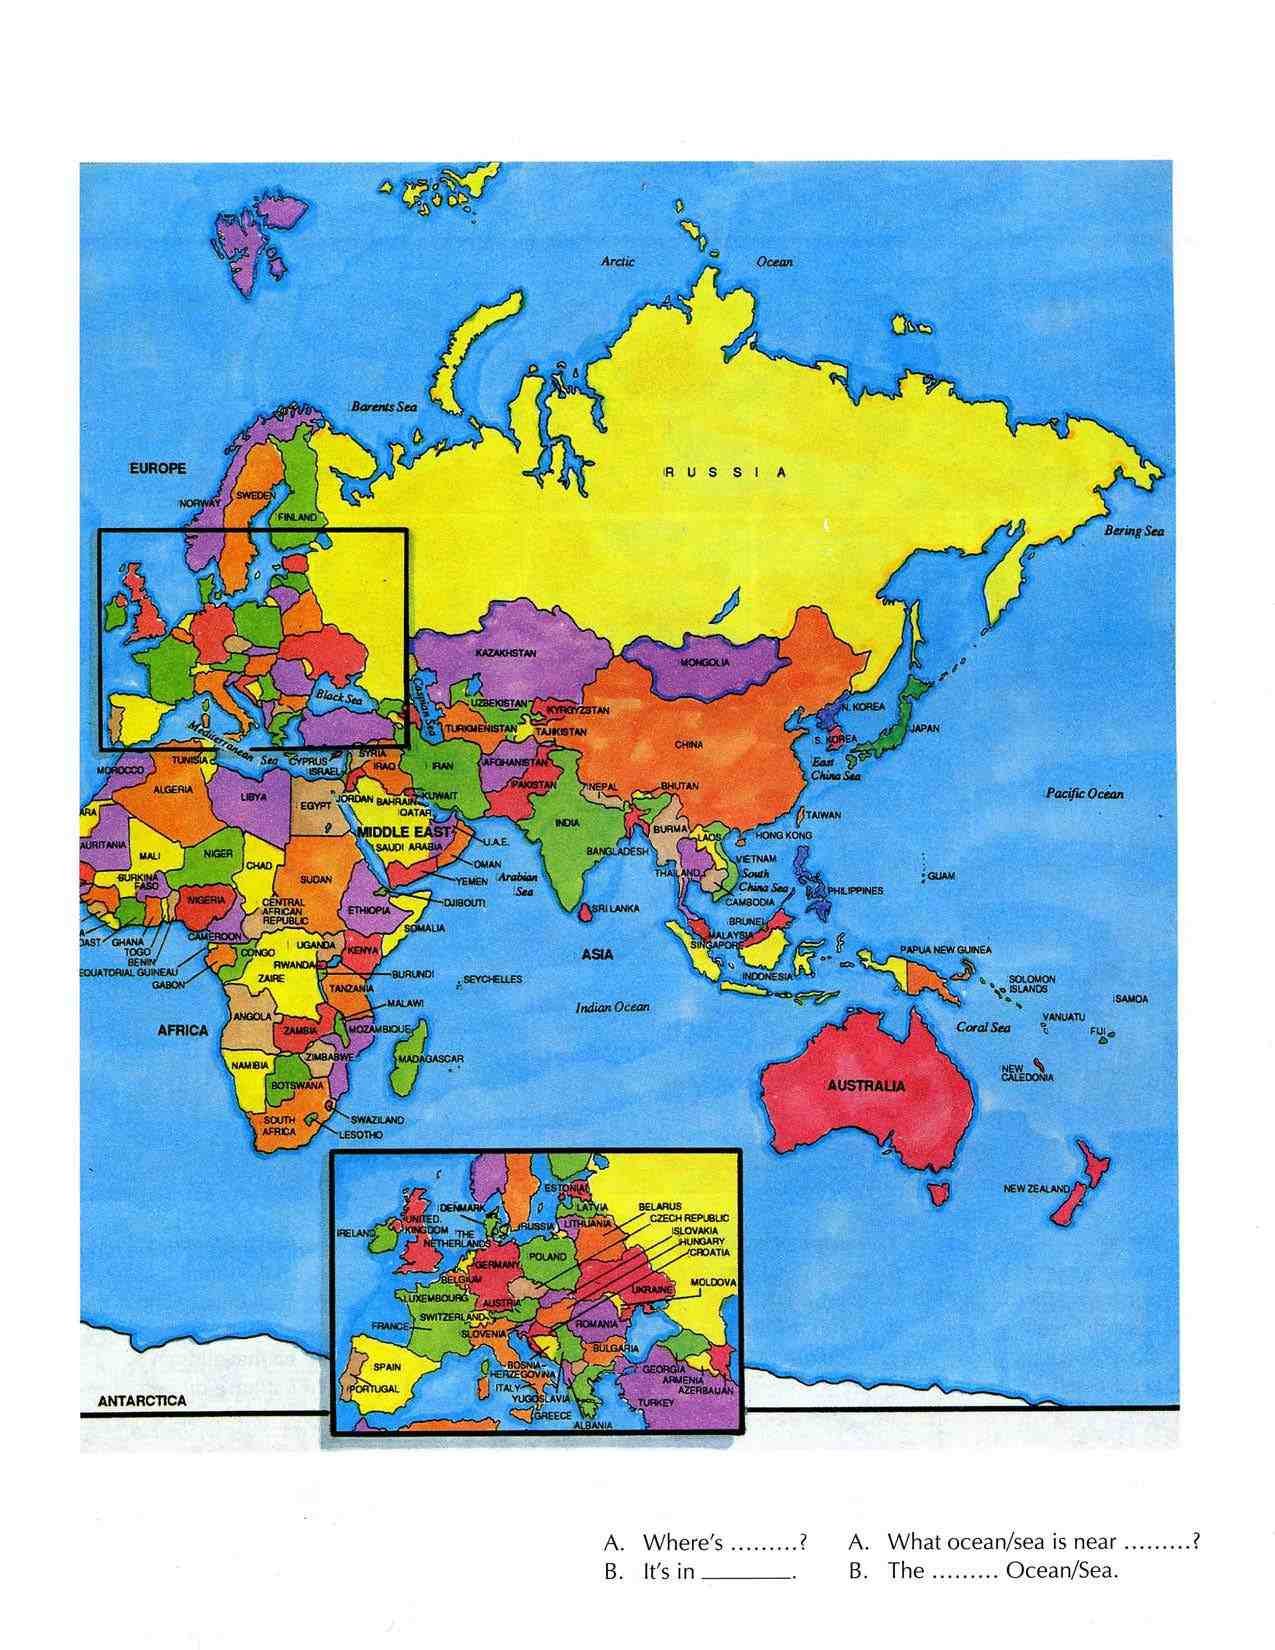 Arctic Ocean
Barents Sea
EUROPE
RUSSIA
NORWAY
SWEDEN
FINLAND
Bering Sea
KAZAKHSTAN
MONGOLIA
Black Sea
Caspian Sea
UZBEKISTAN
KYRGYZSTAN
TURKMENISTAN
TAJIKISTAN
N. KOREA
S. KOREA
JAPAN
CHINA
East
China Sea
Mediterranean Sea
MOROCCO
TUNISIA
CYPRUS
SYRIA
ISRAEL
IRAQ
IRAN
AFGHANISTAN
PAKISTAN
NEPAL
BHUTAN
Pacific Ocean
ALGERIA
LIBYA
EGYPT
JORDAN
BAHRAIN
KUWAIT
QATAR
INDIA
TAIWAN
ARA
MIDDLE EAST
SAUDI ARABIA
U.A.E.
BURMA
LAOS
HONG KONG
AURITANIA
MALI
NIGER
CHAD
SUDAN
OMAN
YEMEN
BANGLADESH
VIETNAM
THAILAND
South
China Sea
GUAM
BURKINA
FASO
NIGERIA
CENTRAL
AFRICAN
REPUBLIC
ETHIOPIA
DJIBOUTI
Arabian
Sea
SRI LANKA
CAMBODIA
PHILIPPINES
A
OAST
GHANA
TOGO
BENIN
CAMEROON
SOMALIA
BRUNEI
MALAYSIA
SINGAPORE
EQUATORIAL GUINEAU
GABON
CONGO
UGANDA
KENYA
RWANDA
ZAIRE
BURUNDI
TANZANIA
SEYCHELLES
ASIA
INDONESIA
PAPUA NEW GUINEA
SOLOMON
ISLANDS
SAMOA
AFRICA
ANGOLA
ZAMBIA
MALAWI
MOZAMBIQUE
Indian Ocean
Coral Sea
VANUATU
FIJI
NAMIBIA
ZIMBABWE
BOTSWANA
MADAGASCAR
AUSTRALIA
NEW
CALEDONIA
SOUTH
AFRICA
SWAZILAND
LESOTHO
NEW ZEALAND
IRELAND
UNITED
KINGDOM
DENMARK
THE
NETHERLANDS
ESTONIA
LATVIA
RUSSIA
LITHUANIA
BELARUS
CZECH REPUBLIC
SLOVAKIA
HUNGARY
CROATIA
GERMANY
POLAND
BELGIUM
LUXEMBOURG
AUSTRIA
UKRAINE
MOLDOVA
SWITZERLAND
FRANCE
SLOVENIA
ROMANIA
BULGARIA
SPAIN
PORTUGAL
BOSNIA-
HERZEGOVINA
ITALY
YUGOSLAVIA
GREECE
ALBANIA
GEORGIA
ARMENIA
AZERBAIJAN
TURKEY
ANTARCTICA
A. Where's .........?
B. It's in _________.
A. What ocean/sea is near .........?
B. The ......... Ocean/Sea.